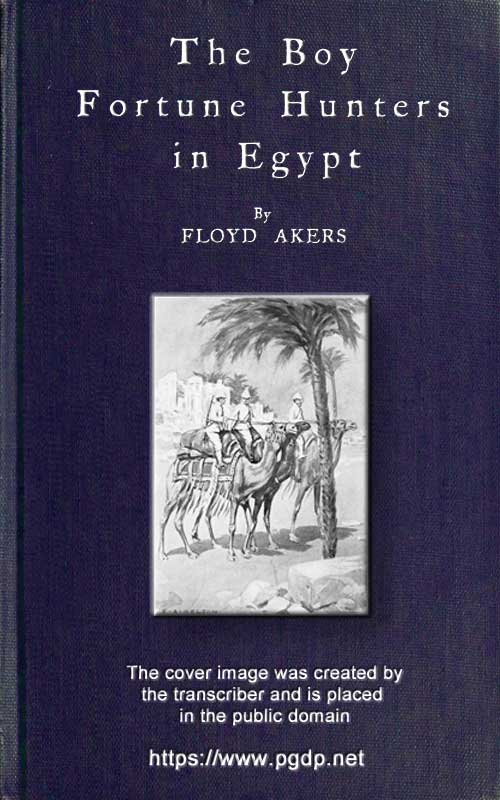 The Boy
Fortune Hunters
in Egypt
By
FLOYD AKERS
The cover image was created by
the transcriber and is placed
in the public domain
https://www.pgdp.net